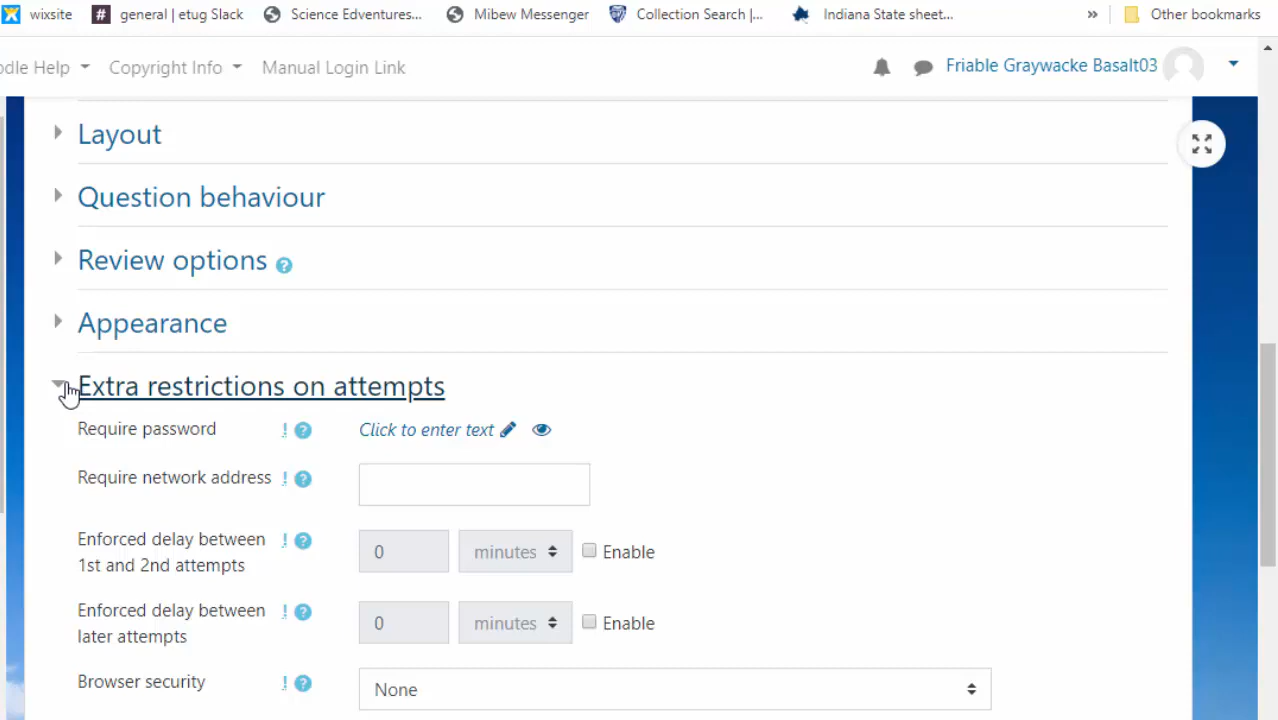 wixsite # general | etug Slack Science Edventures... Mibew Messenger Collection Search |... Indiana State sheet... » Other bookmarks
dle Help Copyright Info Manual Login Link Friable Graywacke Basalt03
Layout
Question behaviour
Review options ?
Appearance
Extra restrictions on attempts
Require password ! ? Click to enter text
Require network address ! ?
Enforced delay between 1st and 2nd attempts ! ? 0 minutes Enable
Enforced delay between later attempts ! ? 0 minutes Enable
Browser security ! ? None